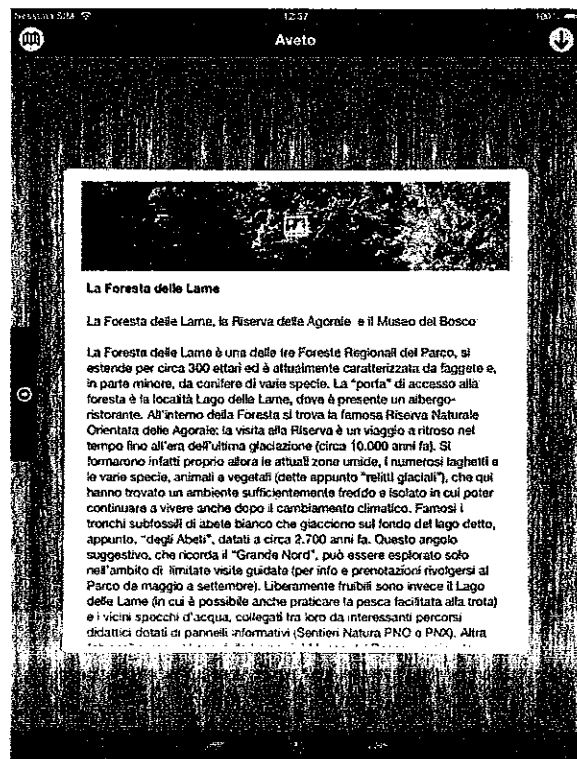 Nessuna SIM 12:57 100%
Aveto
La Foresta delle Lame
La Foresta delle Lame, la Riserva delle Agoraie e il Museo del Bosco
La Foresta delle Lame è una delle tre Foreste Regionali del Parco, si
estende per circa 300 ettari ed è attualmente caratterizzata da faggete e,
in parte minore, da conifere di varie specie. La "porta" di accesso alla
foresta è la località Lago delle Lame, dove è presente un albergo-
ristorante. All'interno della Foresta si trova la famosa Riserva Naturale
Orientata delle Agoraie: la visita alla Riserva è un viaggio a ritroso nel
tempo fino all'era dell'ultima glaciazione (circa 10.000 anni fa). Si
formarono infatti proprio allora le attuali zone umide, i numerosi laghetti e
le varie specie, animali e vegetali (dette appunto "relitti glaciali"), che qui
hanno trovato un ambiente sufficientemente freddo e isolato in cui poter
continuare a vivere anche dopo il cambiamento climatico. Famosi i
tronchi subfossili di abete bianco che giacciono sul fondo del lago detto,
appunto, "degli Abeti", datati a circa 2.700 anni fa. Questo angolo
suggestivo, che ricorda il "Grande Nord", può essere esplorato solo
nell'ambito di limitate visite guidate (per info e prenotazioni rivolgersi al
Parco da maggio a settembre). Liberamente fruibili sono invece il Lago
delle Lame (in cui è possibile anche praticare la pesca facilitata alla trota)
e i vicini specchi d'acqua, collegati tra loro da interessanti percorsi
didattici dotati di pannelli informativi (Sentieri Natura PNO e PNX). Altra